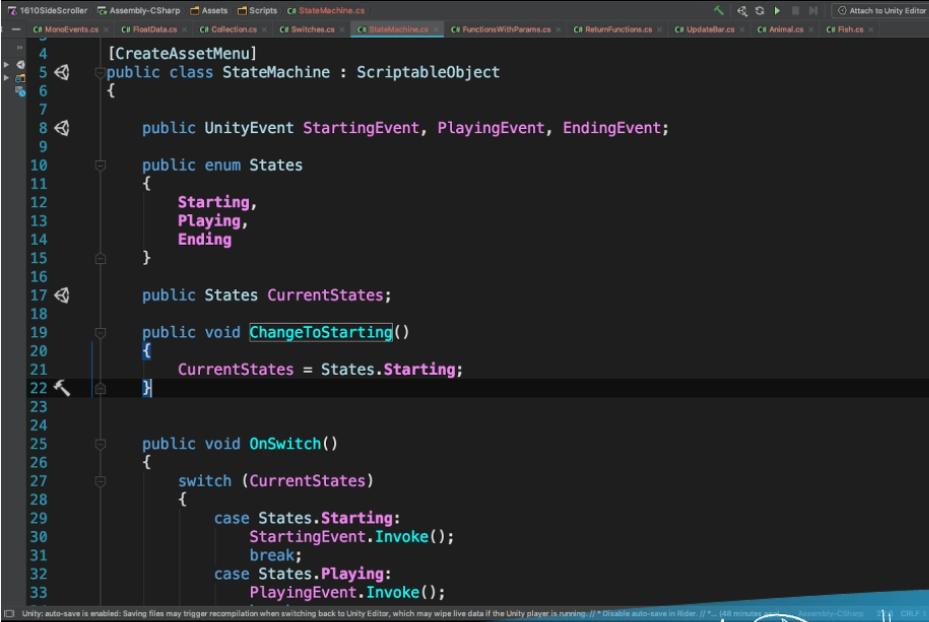 1610SideScroller Assembly-CSharp Assets Scripts C# StateMachine.cs Attach to Unity Editor
C# MonoEvents.cs × C# FloatData.cs × C# Collection.cs × C# Switches.cs × C# StateMachine.cs × C# FunctionsWithParams.cs × C# ReturnFunctions.cs × C# UpdateBar.cs × C# Animal.cs × C# Fish.cs ×
4 [CreateAssetMenu]
5 public class StateMachine : ScriptableObject
6 {
7
8 public UnityEvent StartingEvent, PlayingEvent, EndingEvent;
9
10 public enum States
11 {
12 Starting,
13 Playing,
14 Ending
15 }
16
17 public States CurrentStates;
18
19 public void ChangeToStarting()
20 {
21 CurrentStates = States.Starting;
22 }
23
24
25 public void OnSwitch()
26 {
27 switch (CurrentStates)
28 {
29 case States.Starting:
30 StartingEvent.Invoke();
31 break;
32 case States.Playing:
33 PlayingEvent.Invoke();
Unity: auto-save is enabled: Saving files may trigger recompilation when switching back to Unity Editor, which may wipe live data if the Unity player is running. // * Disable auto-save in Rider. // *... (48 minutes ago) Assembly-CSharp CRLF